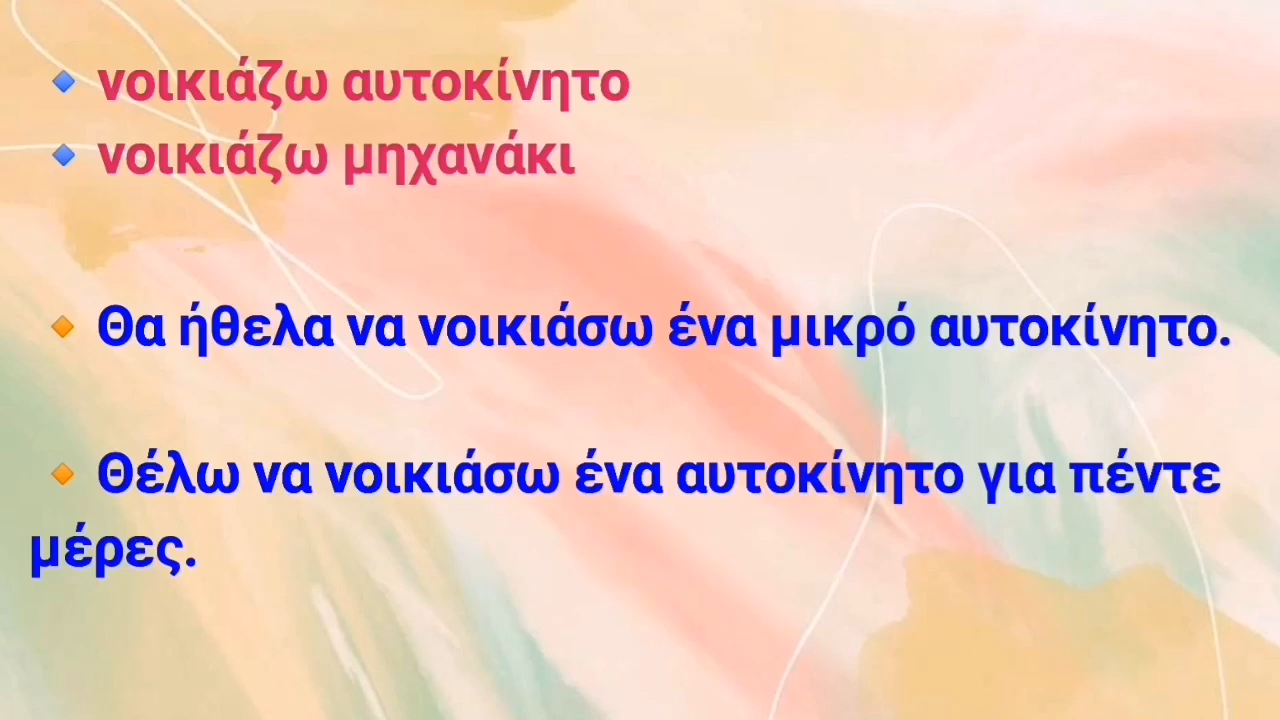 🔹 νοικιάζω αυτοκίνητο
🔹 νοικιάζω μηχανάκι
🔸 Θα ήθελα να νοικιάσω ένα μικρό αυτοκίνητο.
🔸 Θέλω να νοικιάσω ένα αυτοκίνητο για πέντε
μέρες.